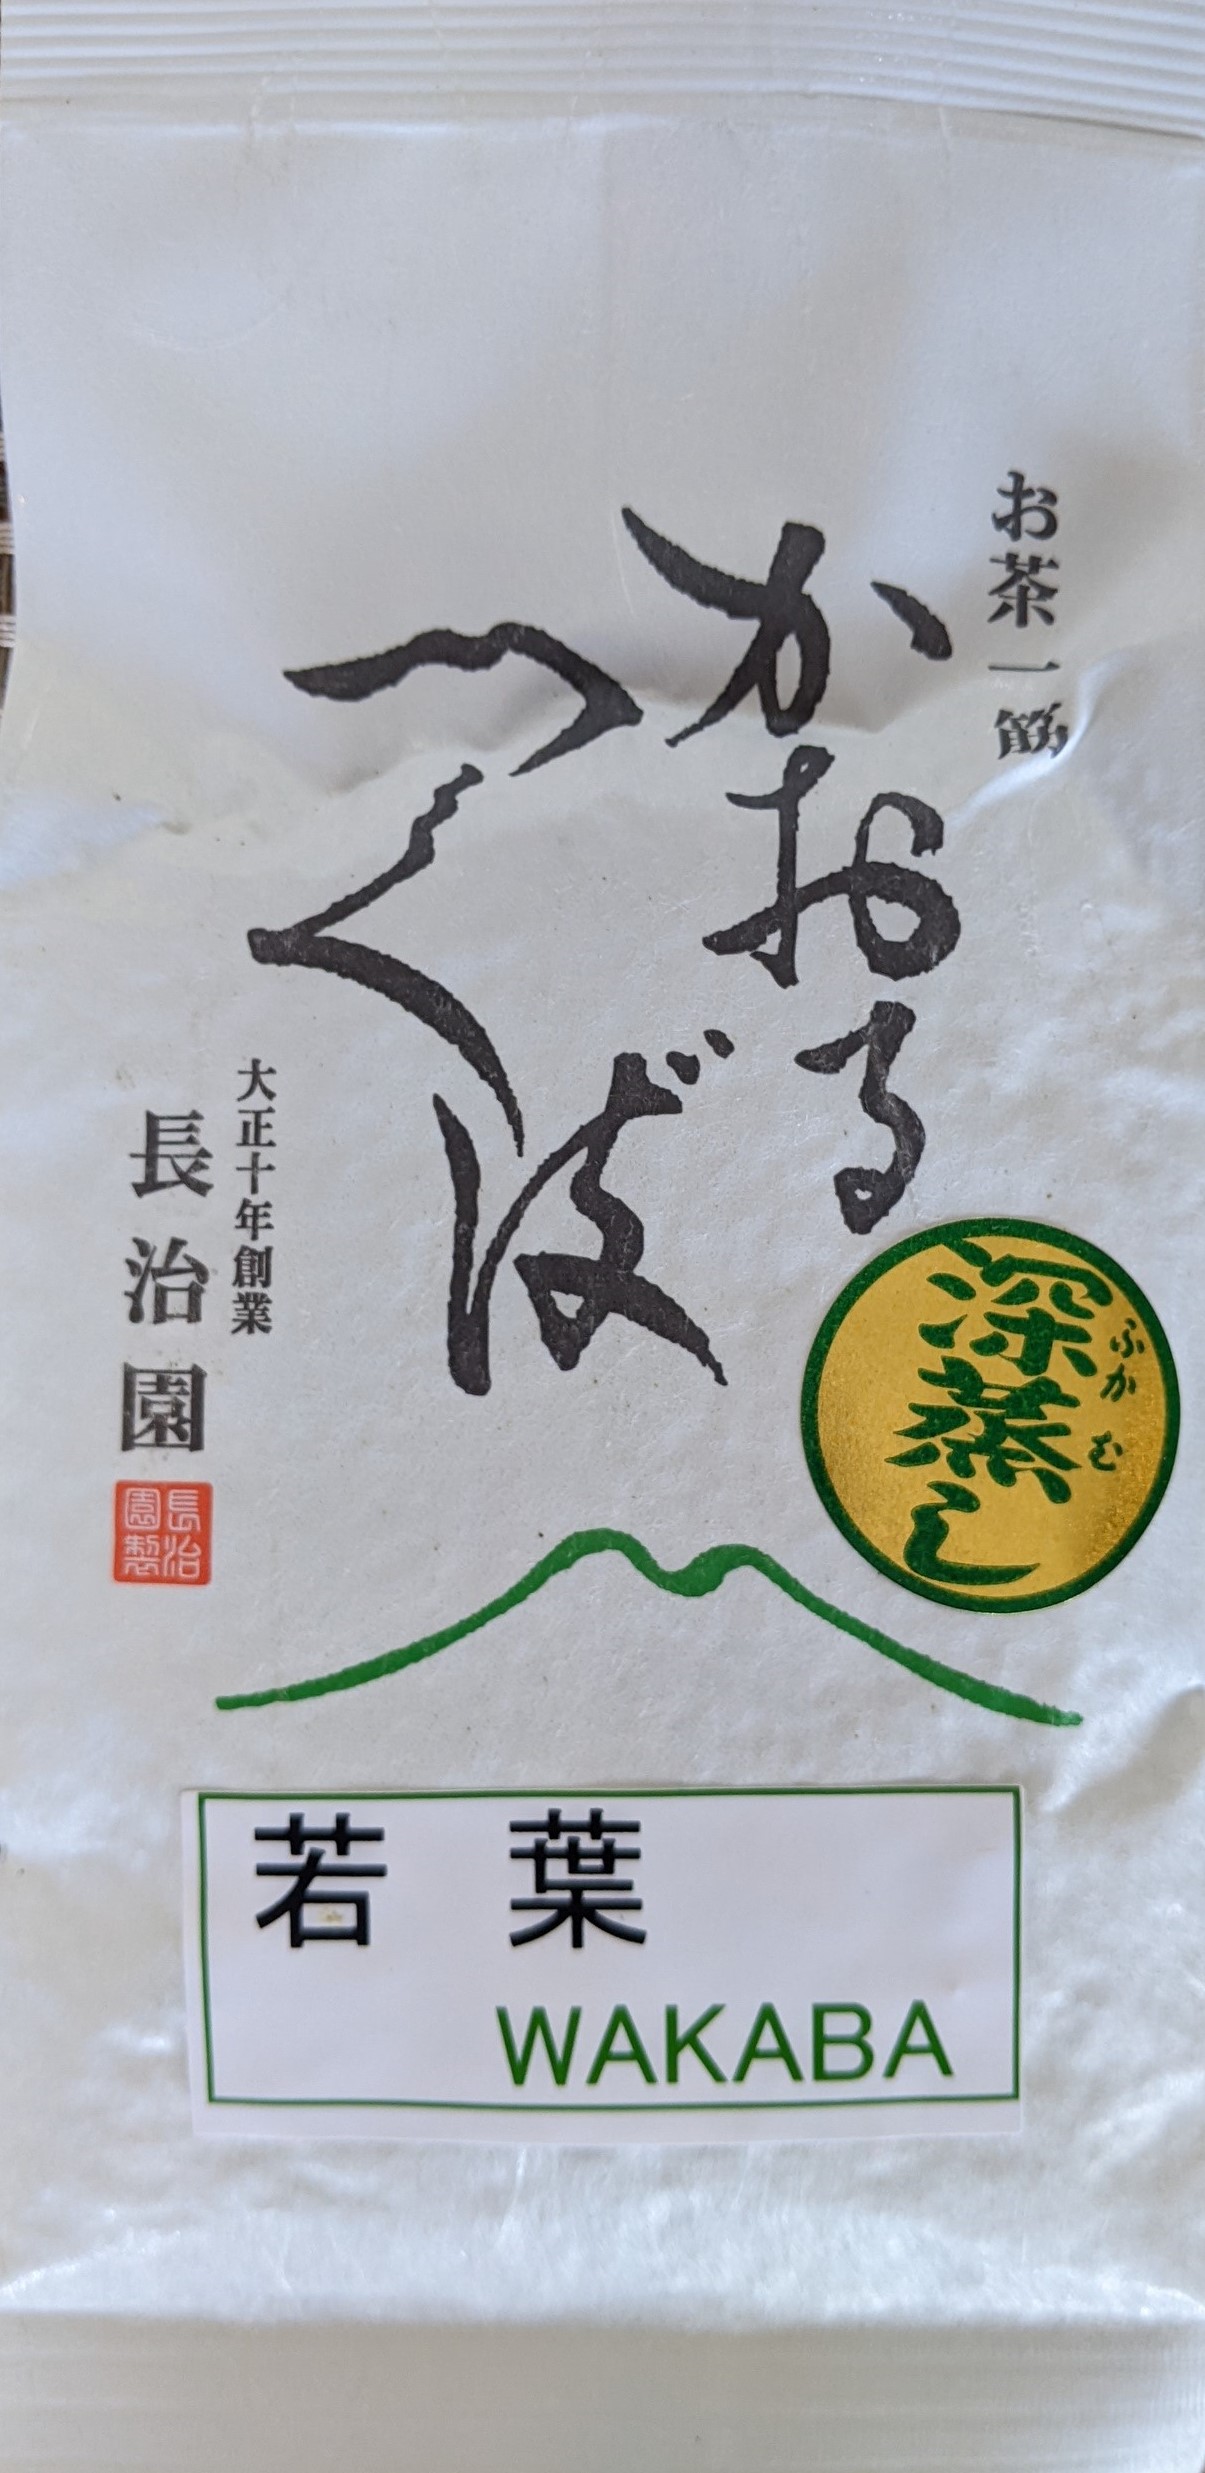 お茶一筋
かおる
つくば
大正十年創業
長治園
長治
園製
深蒸し
ふかむ
若葉
WAKABA